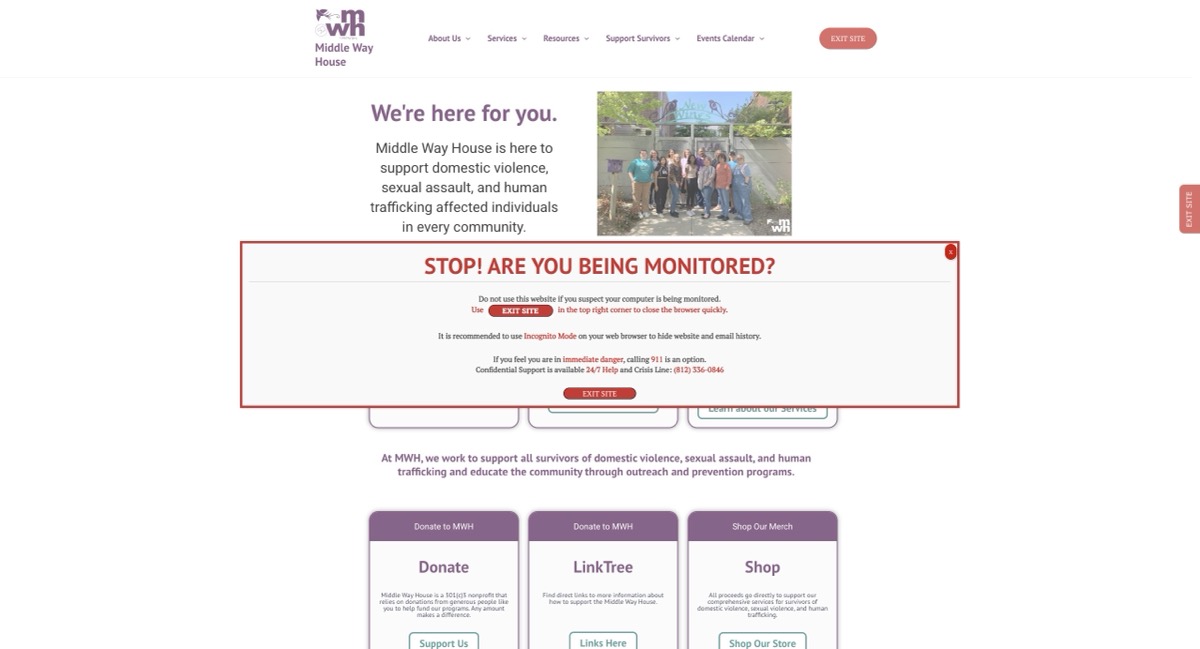 mwh
Middle Way
House
About Us
Services
Resources
Support Survivors
Events Calendar
EXIT SITE
We're here for you.
Middle Way House is here to
support domestic violence,
sexual assault, and human
trafficking affected individuals
in every community.
mwh
EXIT SITE
x
STOP! ARE YOU BEING MONITORED?
Do not use this website if you suspect your computer is being monitored.
Use EXIT SITE in the top right corner to close the browser quickly.
It is recommended to use Incognito Mode on your web browser to hide website and email history.
If you feel you are in immediate danger, calling 911 is an option.
Confidential Support is available 24/7 Help and Crisis Line: (812) 336-0846
EXIT SITE
Learn about our Services
At MWH, we work to support all survivors of domestic violence, sexual assault, and human
trafficking and educate the community through outreach and prevention programs.
Donate to MWH
Donate
Middle Way House is a 501(c)3 nonprofit that
relies on donations from generous people like
you to help fund our programs. Any amount
makes a difference.
Support Us
Donate to MWH
LinkTree
Find direct links to more information about
how to support the Middle Way House.
Links Here
Shop Our Merch
Shop
All proceeds go directly to support our
comprehensive services for survivors of
domestic violence, sexual violence, and human
trafficking.
Shop Our Store